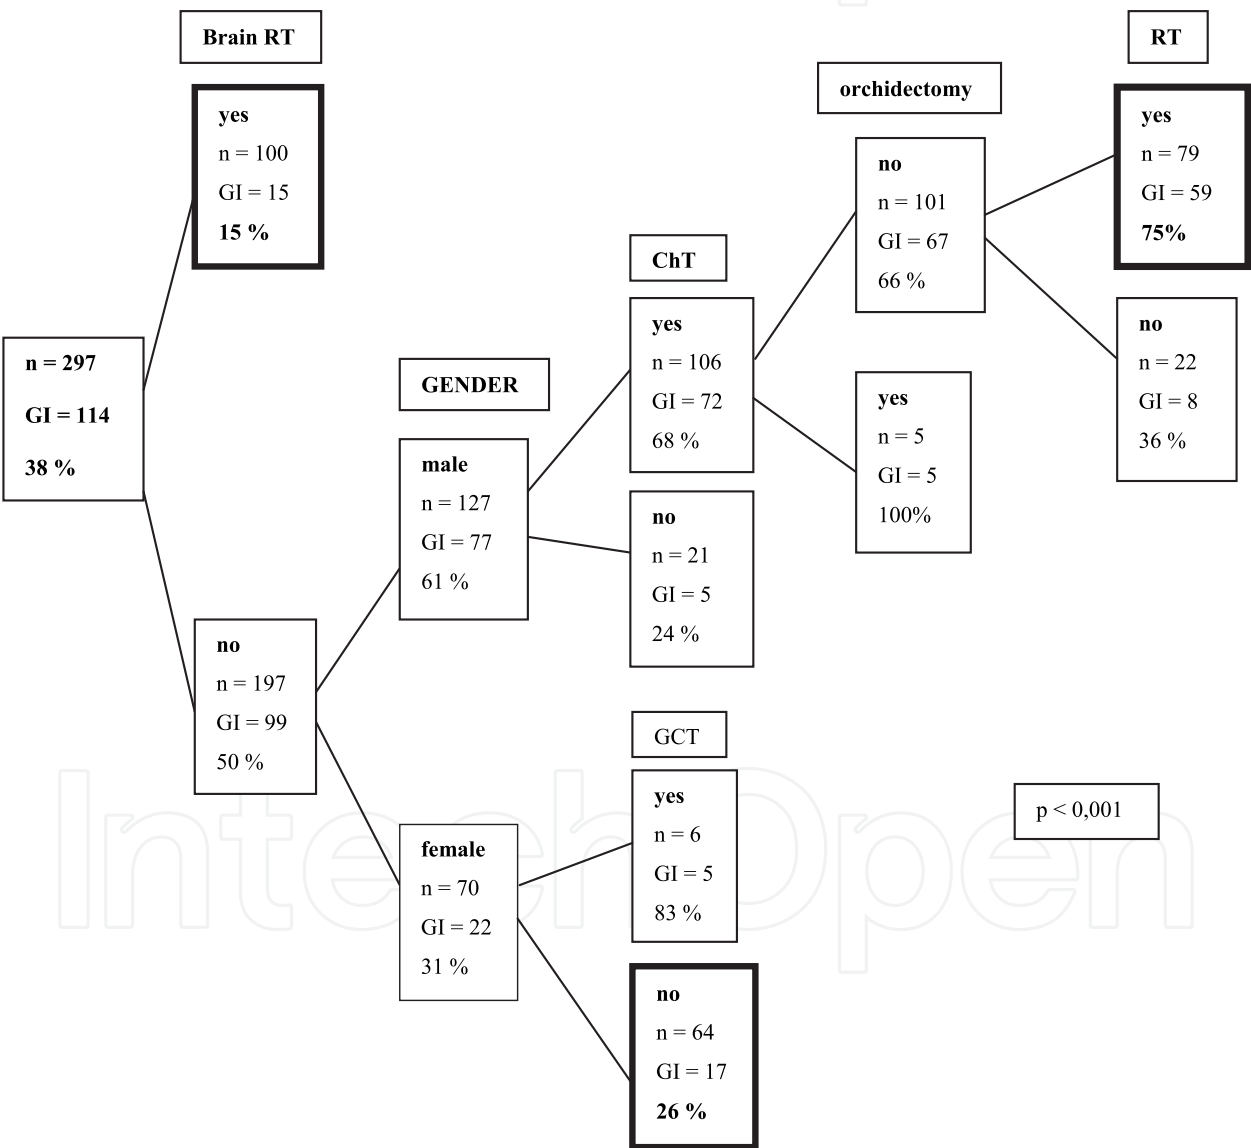 Brain RT
yes
n = 100
GI = 15
15 %
n = 297
GI = 114
38 %
no
n = 197
GI = 99
50 %
GENDER
male
n = 127
GI = 77
61 %
female
n = 70
GI = 22
31 %
ChT
yes
n = 106
GI = 72
68 %
no
n = 21
GI = 5
24 %
GCT
yes
n = 6
GI = 5
83 %
no
n = 64
GI = 17
26 %
orchidectomy
no
n = 101
GI = 67
66 %
yes
n = 5
GI = 5
100%
RT
yes
n = 79
GI = 59
75%
no
n = 22
GI = 8
36 %
p < 0,001
IntechOpen